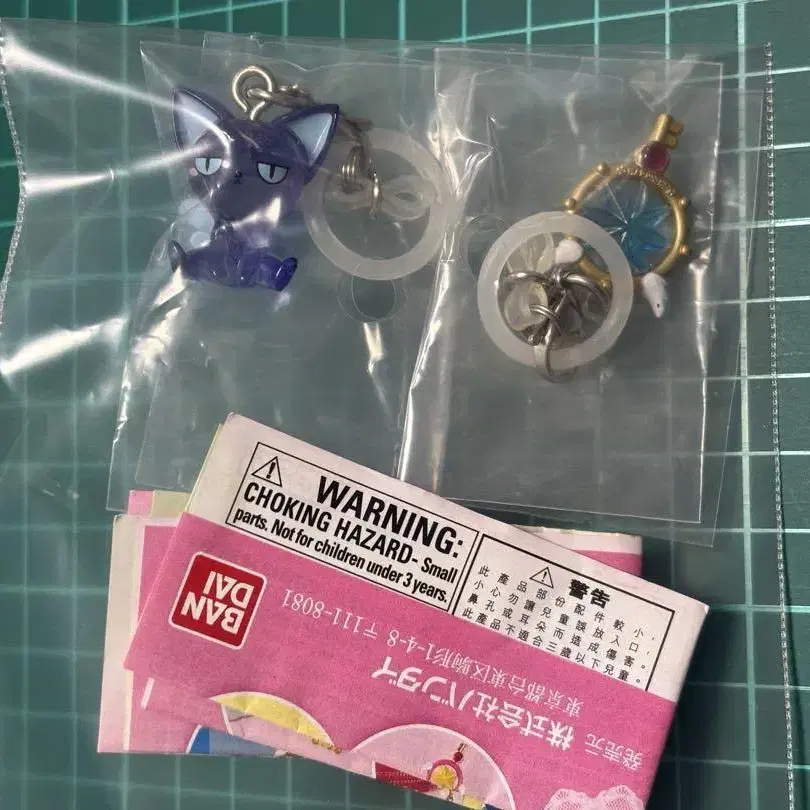 WARNING:
CHOKING HAZARD- Small
parts. Not for children under 3 years.
警告
此產品部份配件較小，
小心勿讓兒童誤放入口，
鼻孔或耳朵而造成傷害。
此產品不適合三歲以下兒童。
BAN
DAI
発売元 株式会社バンダイ
東京都台東区駒形1-4-8 〒111-8081